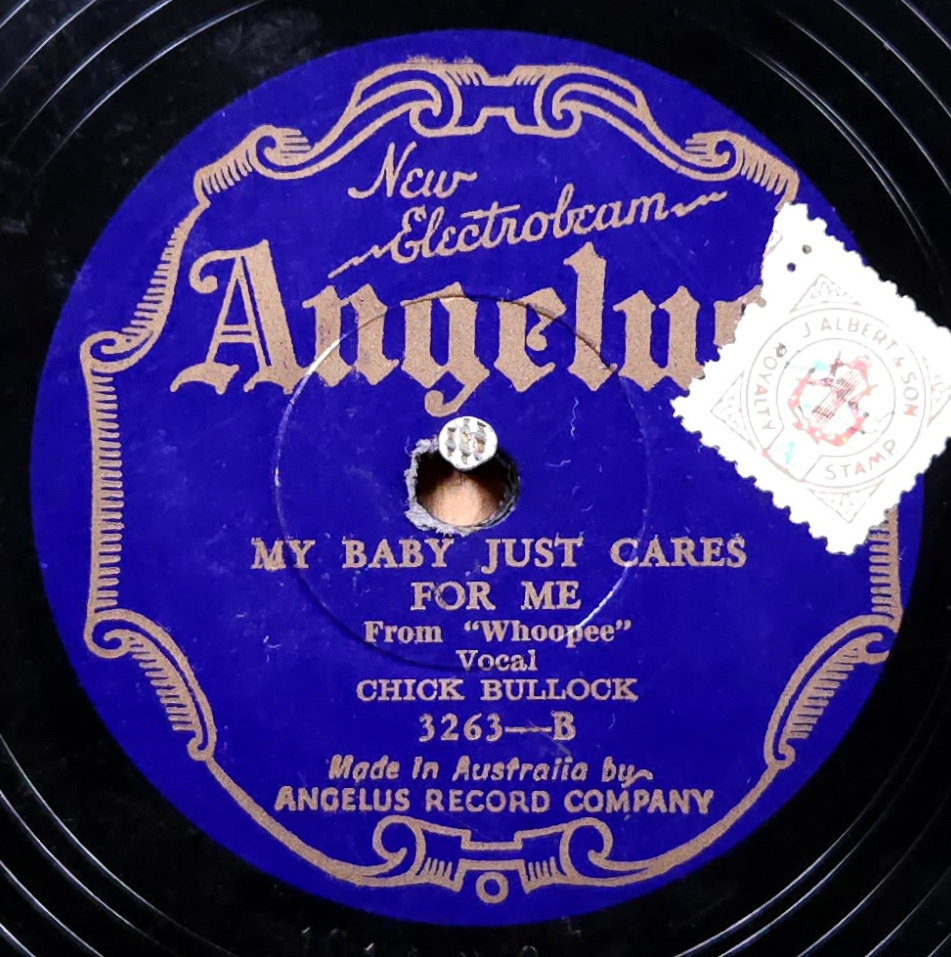 New
Electrobeam
Angelus
J ALBERT & SON
ROYALTY
STAMP
MY BABY JUST CARES
FOR ME
From "Whoopee"
Vocal
CHICK BULLOCK
3263—B
Made in Australia by
ANGELUS RECORD COMPANY